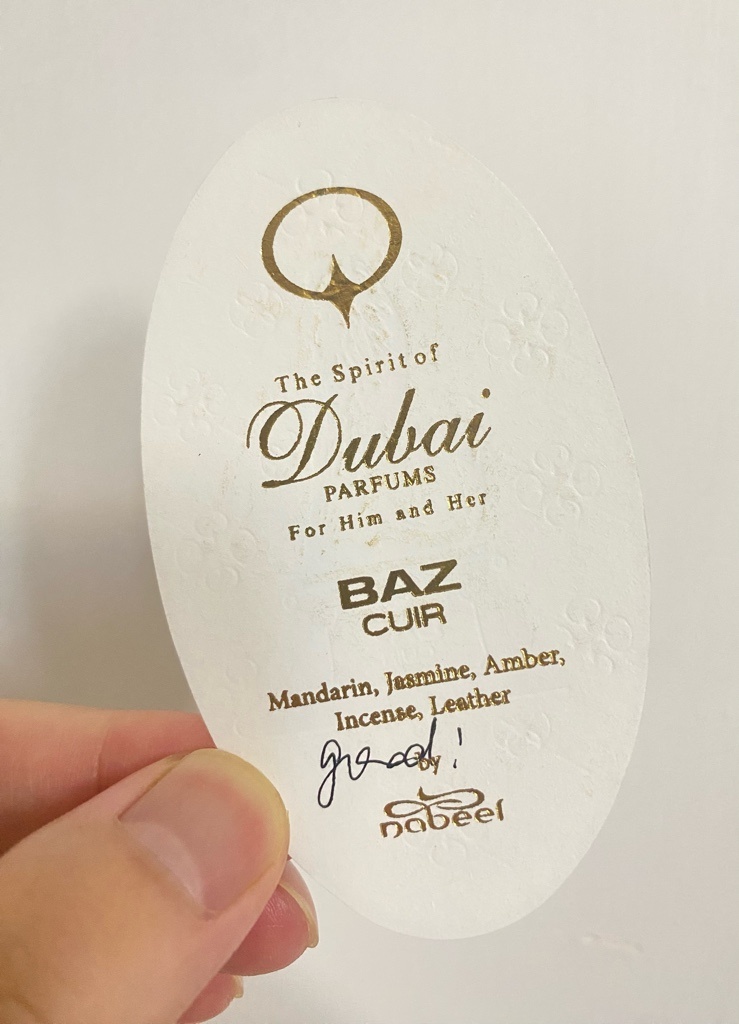 The Spirit of
Dubai
PARFUMS
For Him and Her
BAZ
CUIR
Mandarin, Jasmine, Amber,
Incense, Leather
good!
by
nabeel